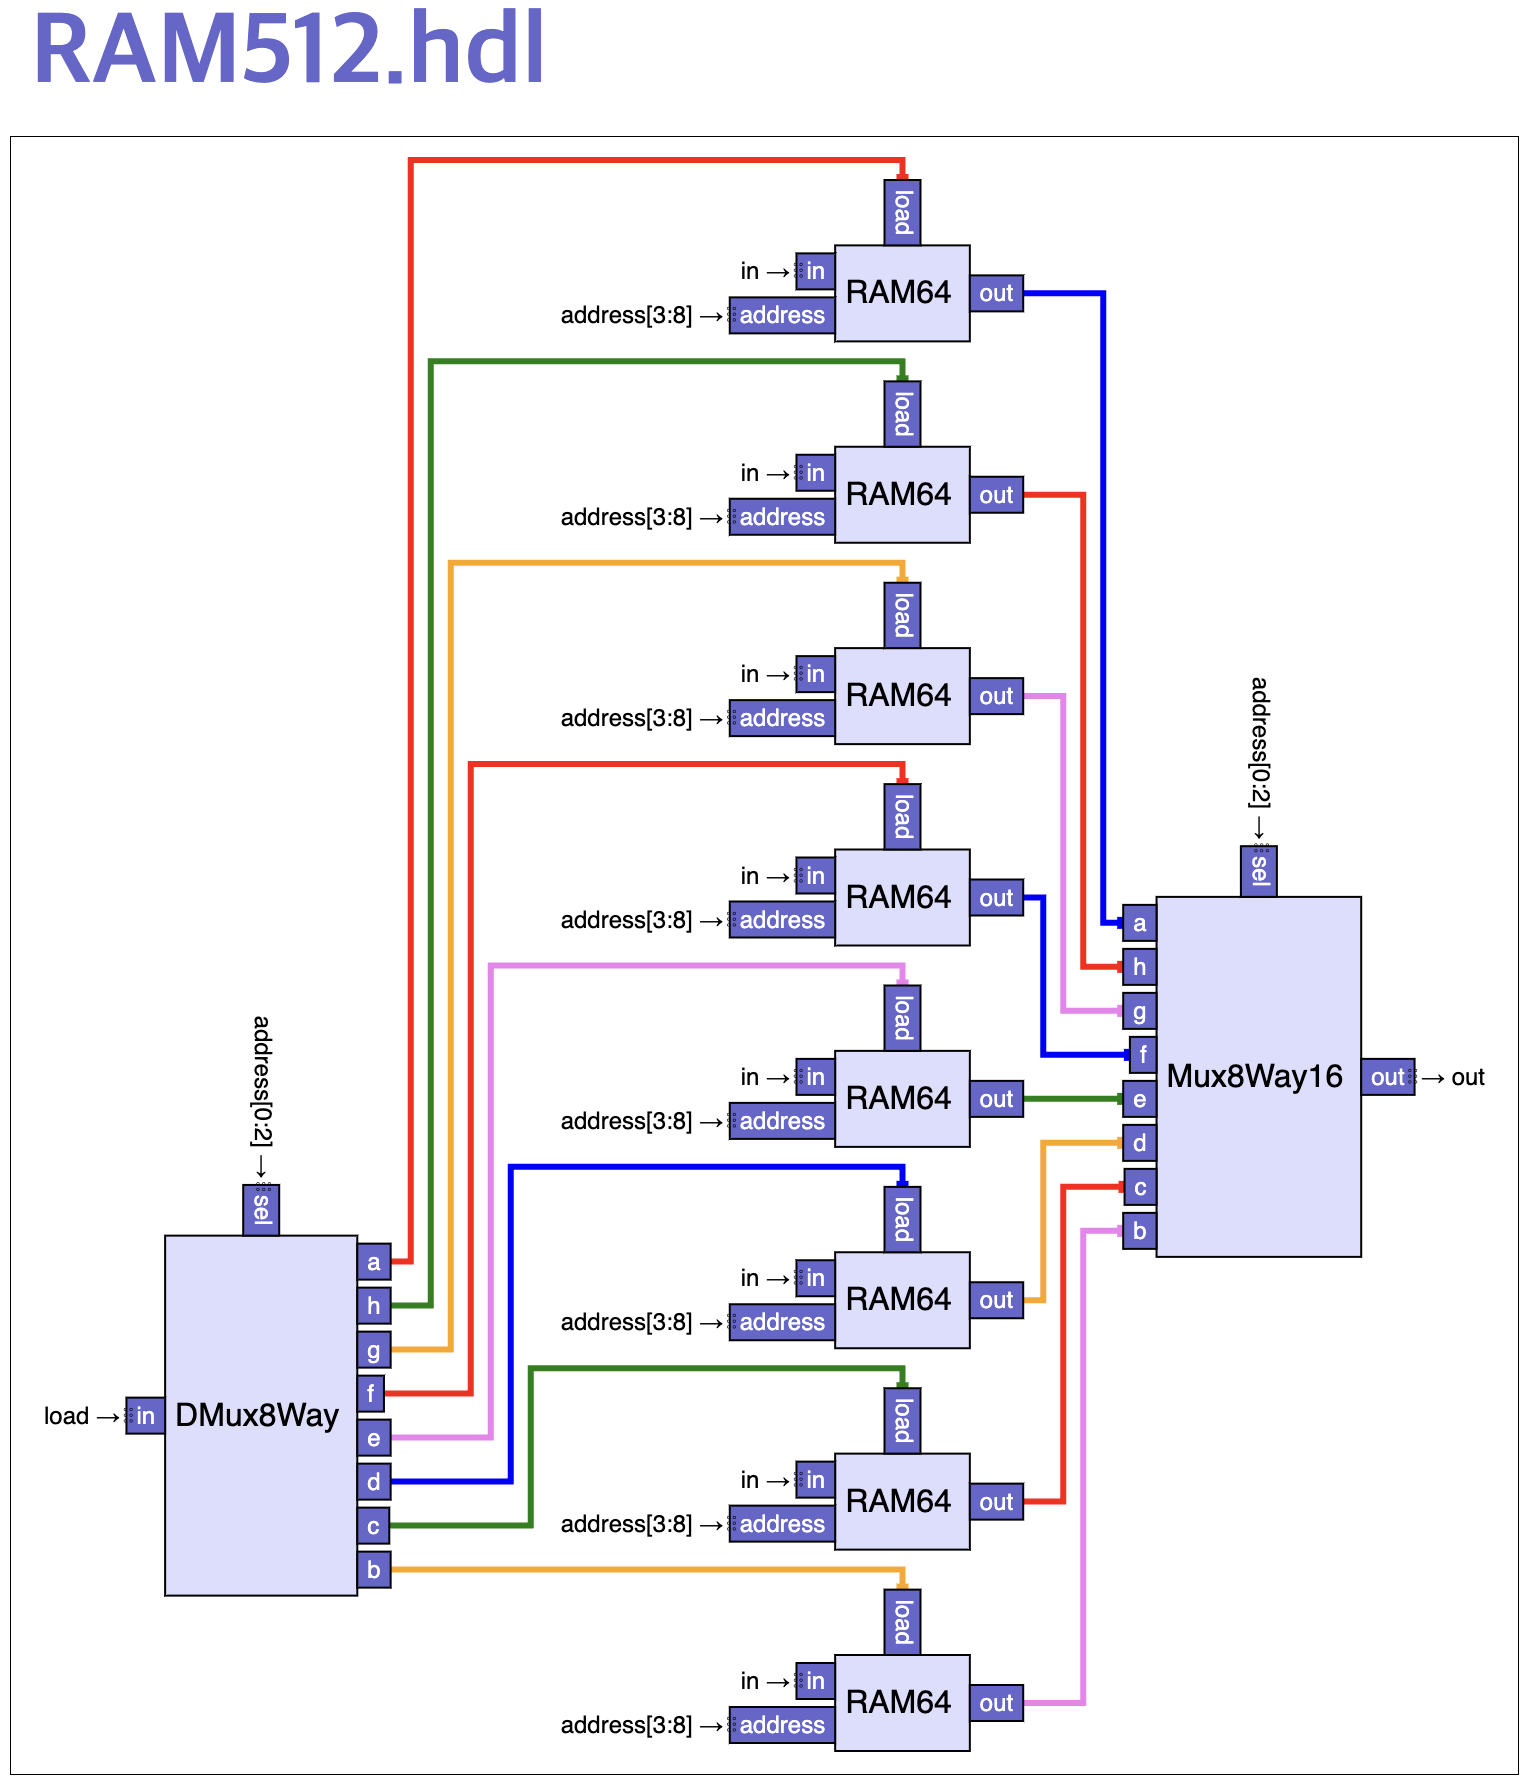 RAM512.hdl
load
in → in
RAM64
out
address[3:8] → address
load
in → in
RAM64
out
address[3:8] → address
load
in → in
RAM64
out
address[3:8] → address
load
in → in
RAM64
out
address[3:8] → address
load
in → in
RAM64
out
address[3:8] → address
load
in → in
RAM64
out
address[3:8] → address
load
in → in
RAM64
out
address[3:8] → address
load
in → in
RAM64
out
address[3:8] → address
address[0:2] →
sel
a
h
g
f
e
d
c
b
load → in
DMux8Way
address[0:2] →
sel
a
h
g
f
e
d
c
b
Mux8Way16
out → out